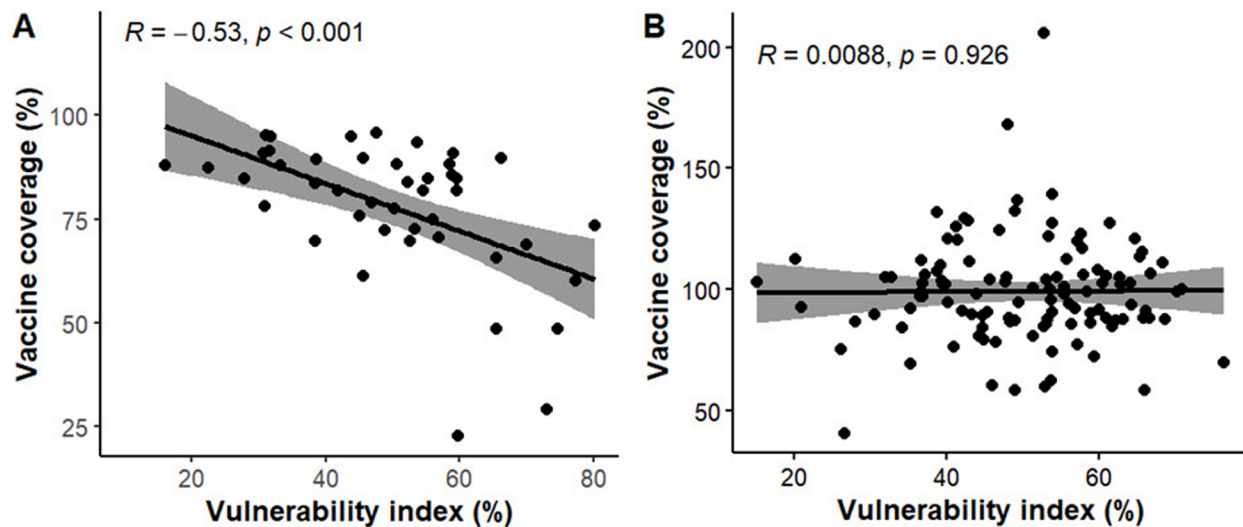 A
R = −0.53, p < 0.001
Vaccine coverage (%)
100
75
50
25
20
40
60
80
Vulnerability index (%)
B
R = 0.0088, p = 0.926
Vaccine coverage (%)
200
150
100
50
20
40
60
Vulnerability index (%)